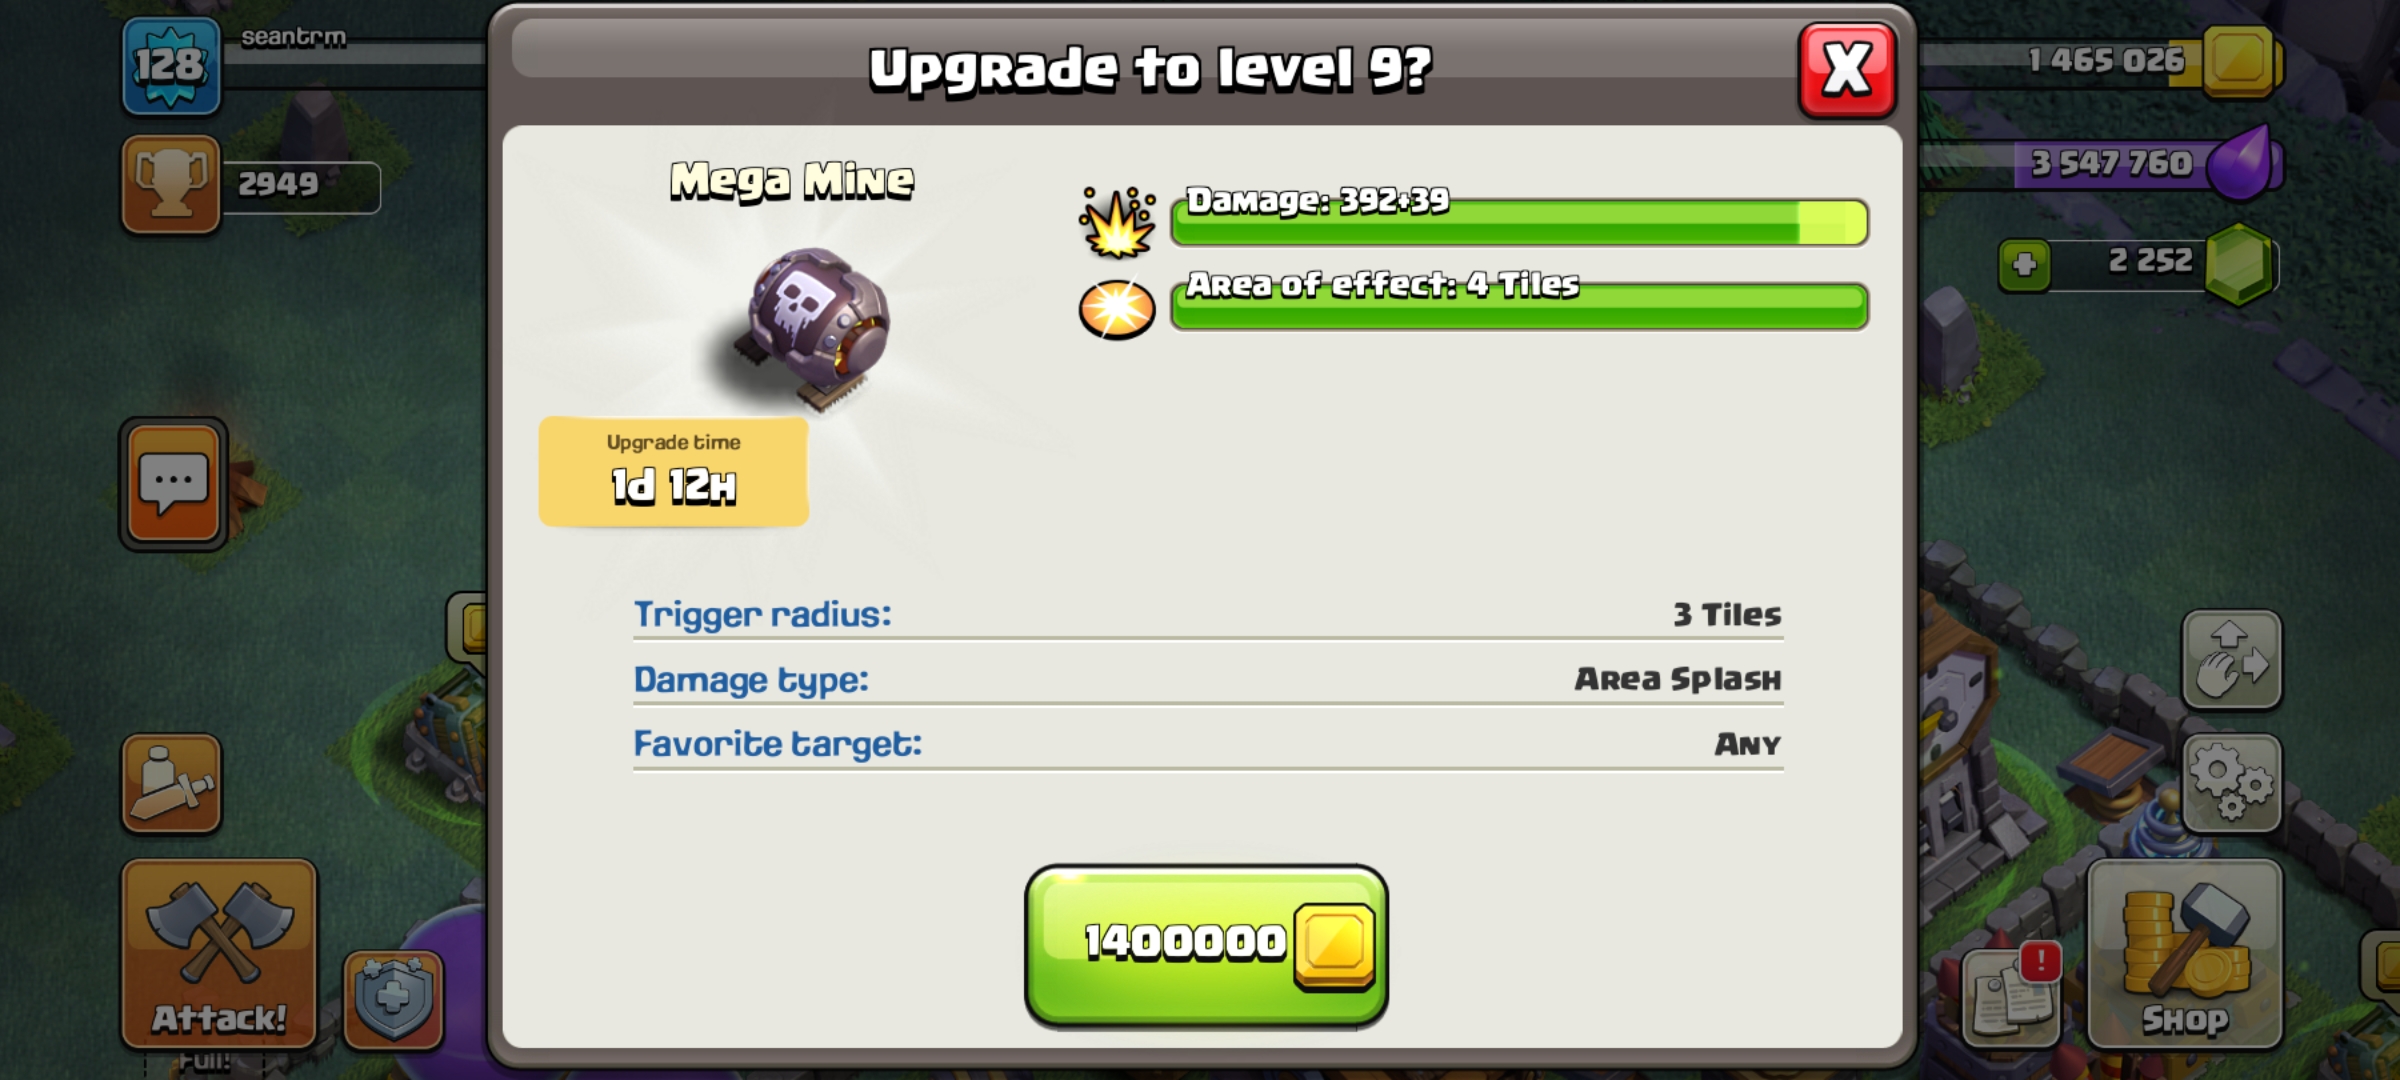 128
seantrm
Upgrade to level 9?
X
1 465 026
2949
Mega Mine
Damage: 392+39
3 547 760
Area of effect: 4 Tiles
2 252
Upgrade time
1d 12H
Trigger radius: 3 Tiles
Damage type: Area Splash
Favorite target: Any
1400000
Attack!
Full!
!
Shop